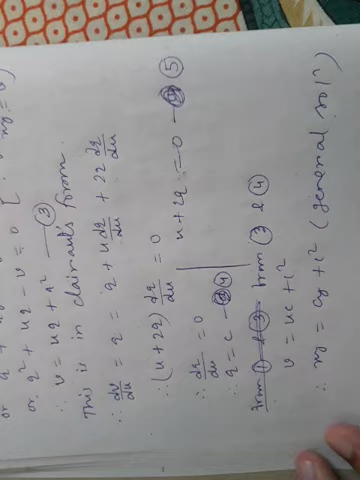 or q² + uq − v = 0
∴ v = uq + q² — ③
This is in clairauts form.
∴ dv/du = q = q + u dq/du + 2q dq/du
∴ (u + 2q) dq/du = 0
∴ dq/du = 0
∴ q = c — ④
u + 2q = 0 — ⑤
from ③ & ④
v = uc + c²
∴ xy = cy + c² (general solⁿ)